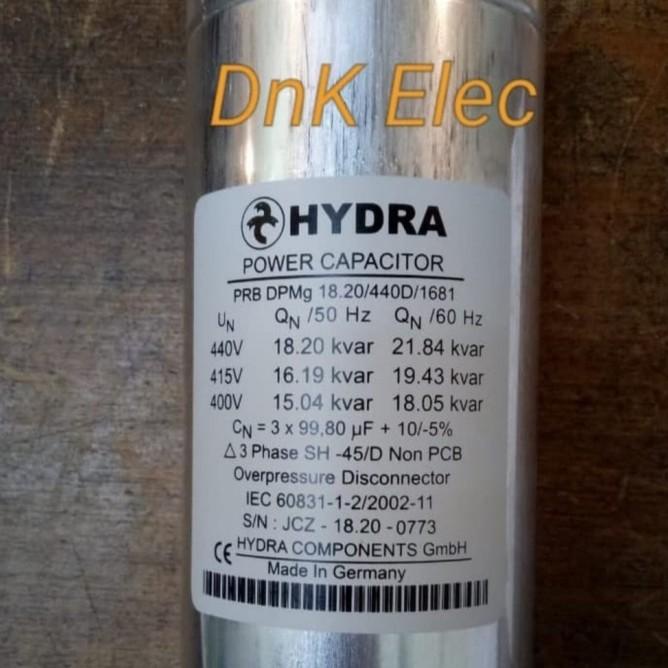 DnK Elec
HYDRA
POWER CAPACITOR
PRB DPMg 18.20/440D/1681
UN QN /50 Hz QN /60 Hz
440V 18.20 kvar 21.84 kvar
415V 16.19 kvar 19.43 kvar
400V 15.04 kvar 18.05 kvar
CN = 3 x 99,80 µF + 10/-5%
△ 3 Phase SH -45/D Non PCB
Overpressure Disconnector
IEC 60831-1-2/2002-11
S/N : JCZ - 18.20 - 0773
CE HYDRA COMPONENTS GmbH
Made In Germany